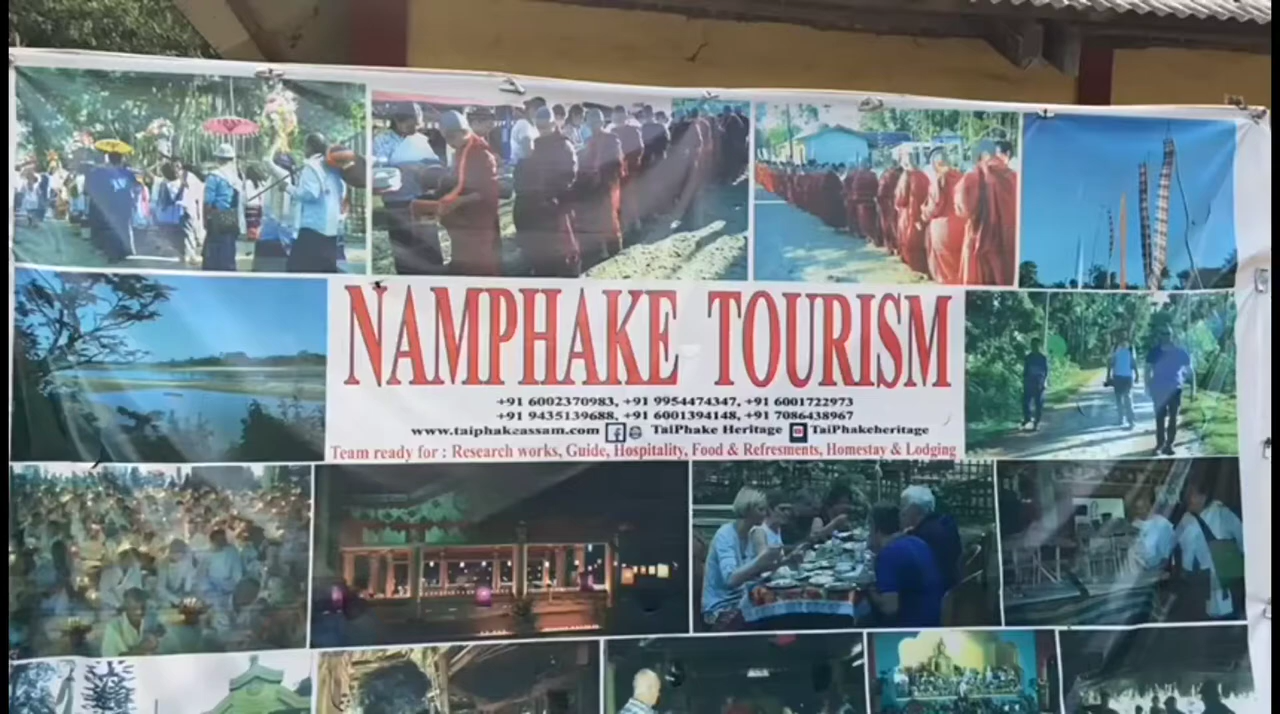 NAMPHAKE TOURISM
+91 6002370983, +91 9954474347, +91 6001722973
+91 9435139688, +91 6001394148, +91 7086438967
www.taiphakeassam.com TaiPhake Heritage TaiPhakeheritage
Team ready for : Research works, Guide, Hospitality, Food & Refresments, Homestay & Lodging